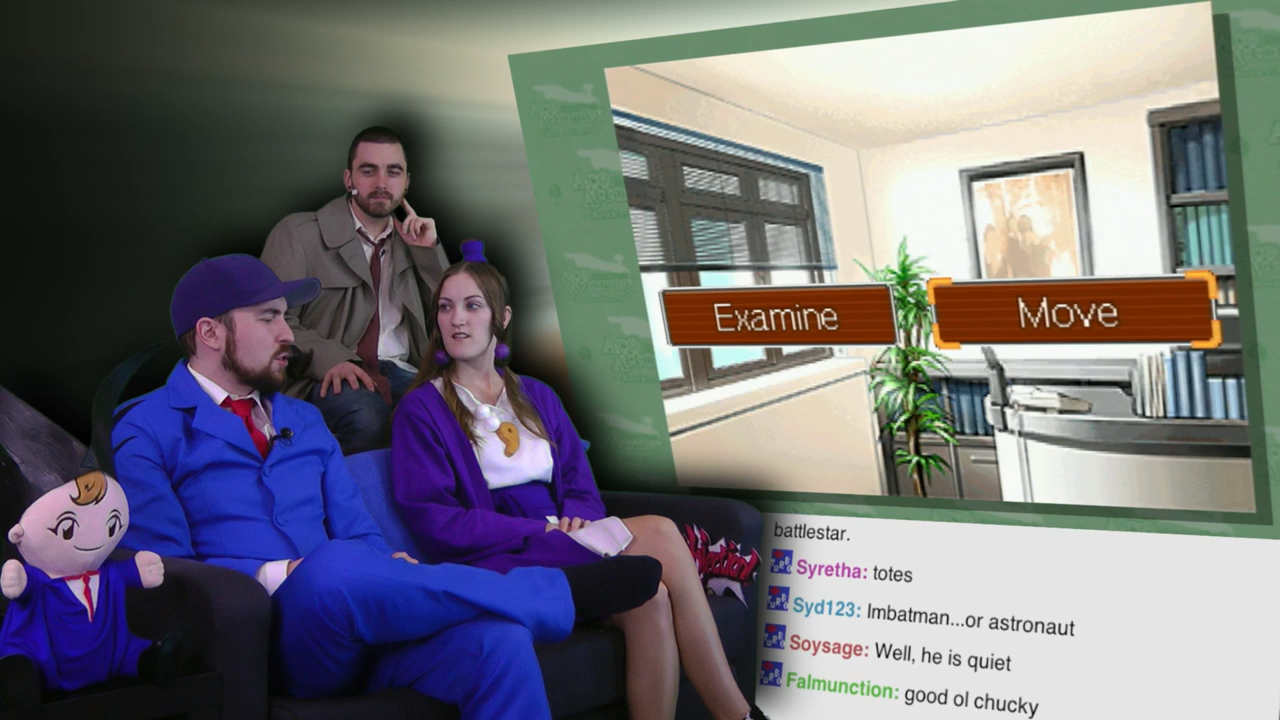 Examine
Move
battlestar.
Syretha: totes
Syd123: Imbatman...or astronaut
Soysage: Well, he is quiet
Falmunction: good ol chucky